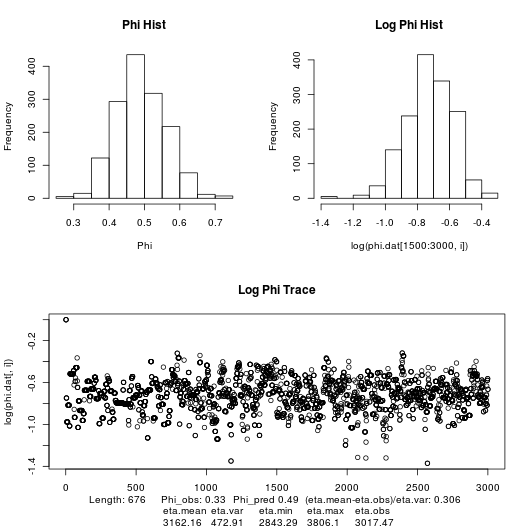 Phi Hist
Log Phi Hist
Frequency
0 100 200 300 400
0.3 0.4 0.5 0.6 0.7
Phi
Frequency
0 100 200 300 400
-1.4 -1.2 -1.0 -0.8 -0.6 -0.4
log(phi.dat[1500:3000, i])
Log Phi Trace
log(phi.dat[, i])
-1.4 -1.0 -0.6 -0.2
0 500 1000 1500 2000 2500 3000
Length: 676 Phi_obs: 0.33 Phi_pred 0.49 (eta.mean-eta.obs)/eta.var: 0.306
eta.mean eta.var eta.min eta.max eta.obs
3162.16 472.91 2843.29 3806.1 3017.47